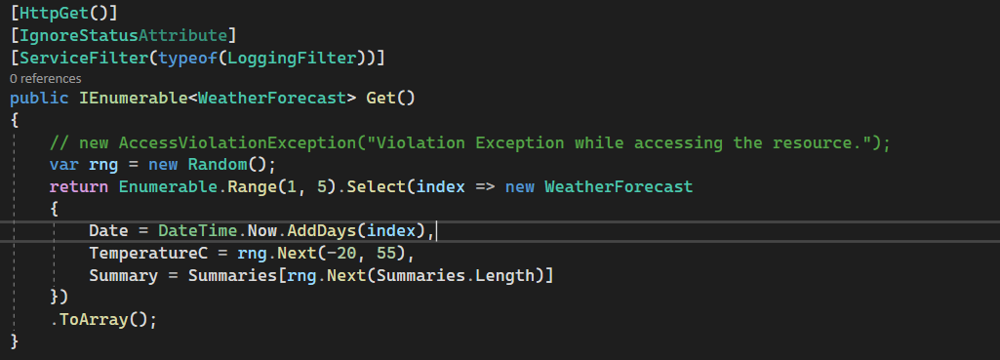 [HttpGet()]
[IgnoreStatusAttribute]
[ServiceFilter(typeof(LoggingFilter))]
0 references
public IEnumerable<WeatherForecast> Get()
{
    // new AccessViolationException("Violation Exception while accessing the resource.");
    var rng = new Random();
    return Enumerable.Range(1, 5).Select(index => new WeatherForecast
    {
        Date = DateTime.Now.AddDays(index),
        TemperatureC = rng.Next(-20, 55),
        Summary = Summaries[rng.Next(Summaries.Length)]
    })
    .ToArray();
}